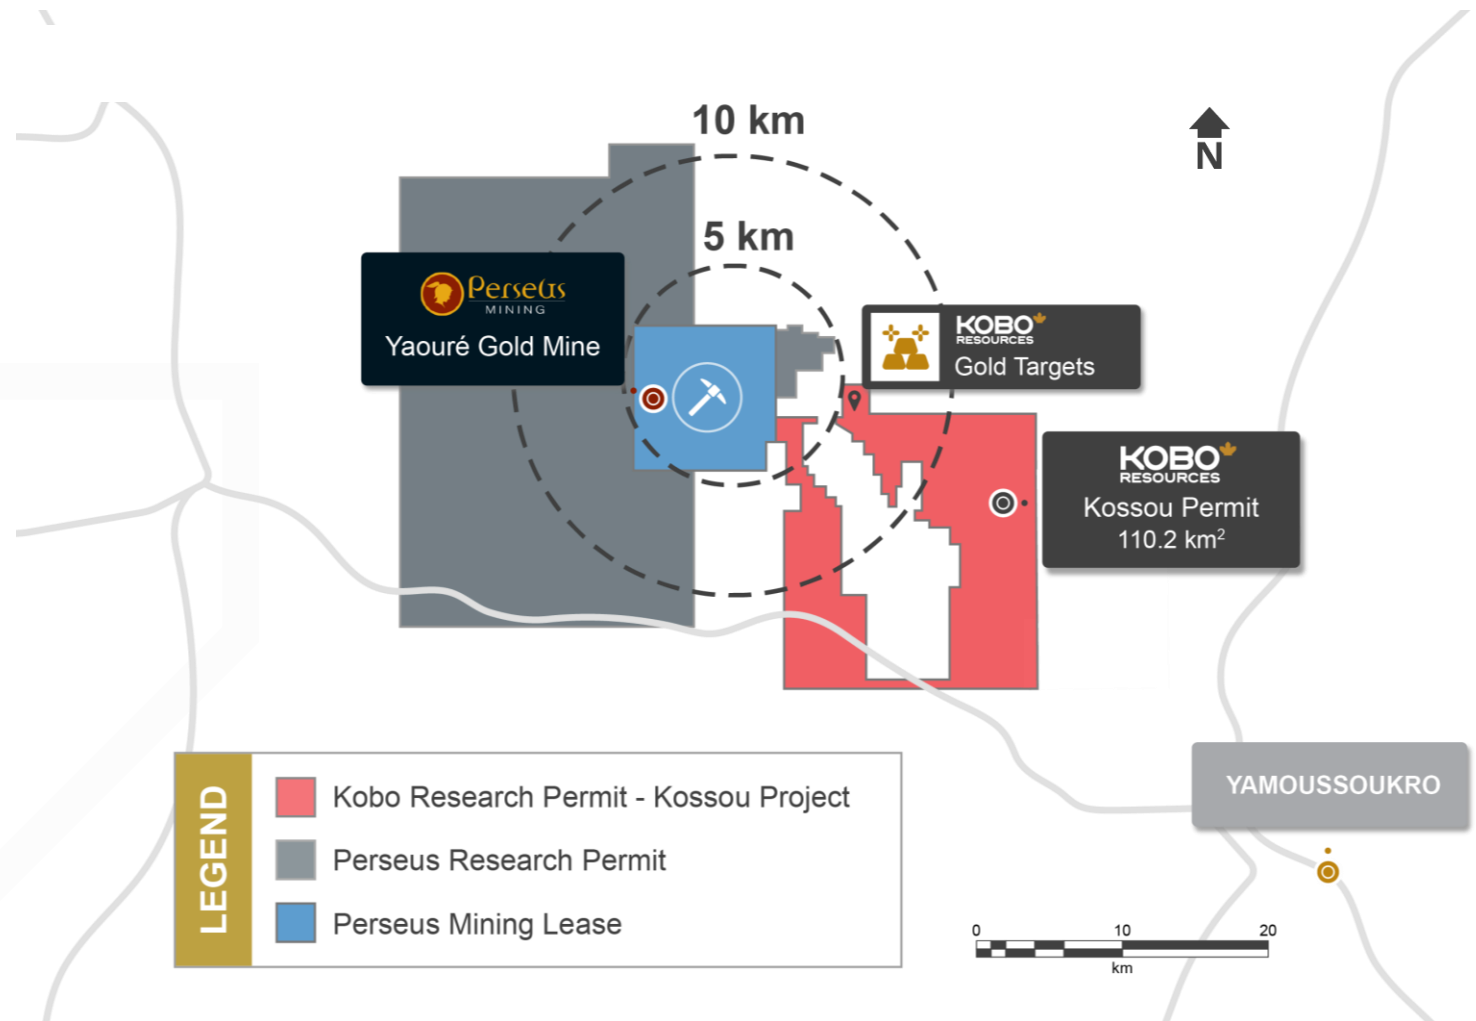 10 km
N
5 km
Perseus
MINING
Yaouré Gold Mine
KOBO
RESOURCES
Gold Targets
KOBO
RESOURCES
Kossou Permit
110.2 km²
YAMOUSSOUKRO
LEGEND
Kobo Research Permit - Kossou Project
Perseus Research Permit
Perseus Mining Lease
0 10 20
km